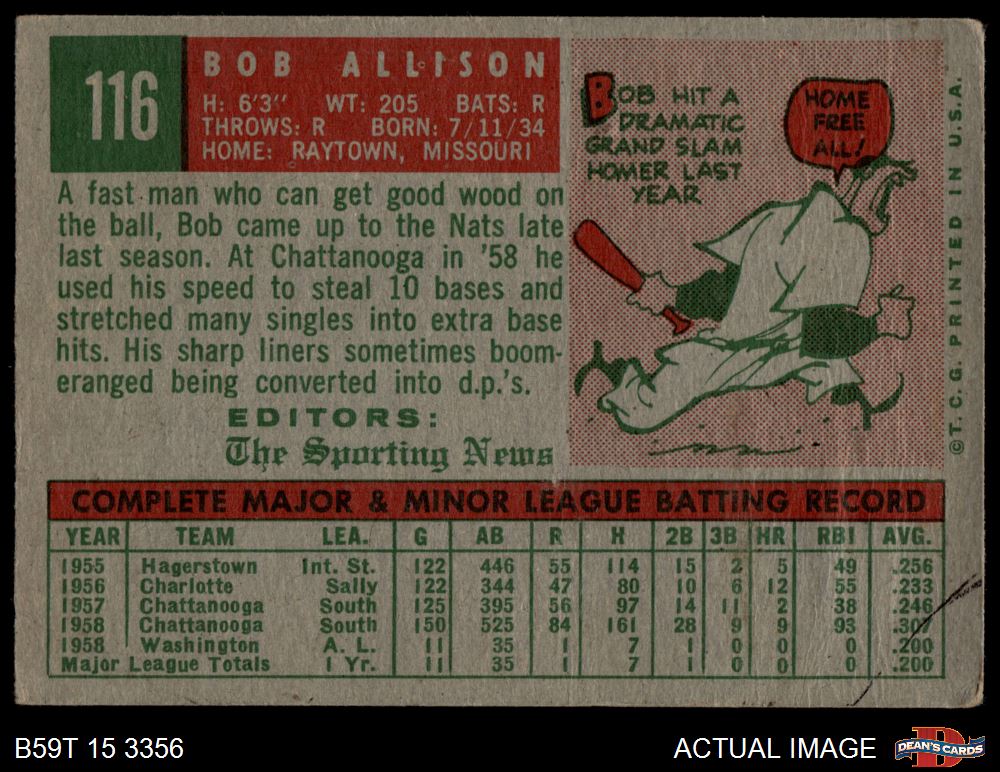 116
BOB ALLISON
H: 6'3" WT: 205 BATS: R
THROWS: R BORN: 7/11/34
HOME: RAYTOWN, MISSOURI
A fast man who can get good wood on
the ball, Bob came up to the Nats late
last season. At Chattanooga in '58 he
used his speed to steal 10 bases and
stretched many singles into extra base
hits. His sharp liners sometimes boom-
eranged being converted into d.p.'s.
EDITORS:
The Sporting News
BOB HIT A
DRAMATIC
GRAND SLAM
HOMER LAST
YEAR
HOME
FREE
ALL!
©T. C. G. PRINTED IN U.S.A.
COMPLETE MAJOR & MINOR LEAGUE BATTING RECORD
YEAR TEAM LEA. G AB R H 2B 3B HR RBI AVG.
1955 Hagerstown Int. St. 122 446 55 114 15 2 5 49 .256
1956 Charlotte Sally 122 344 47 80 10 6 12 55 .233
1957 Chattanooga South 125 395 56 97 14 11 2 38 .246
1958 Chattanooga South 150 525 84 161 28 9 9 93 .307
1958 Washington A. L. 11 35 1 7 1 0 0 0 .200
Major League Totals 1 Yr. 11 35 1 7 1 0 0 0 .200
B59T 15 3356
ACTUAL IMAGE
D
DEAN'S CARDS